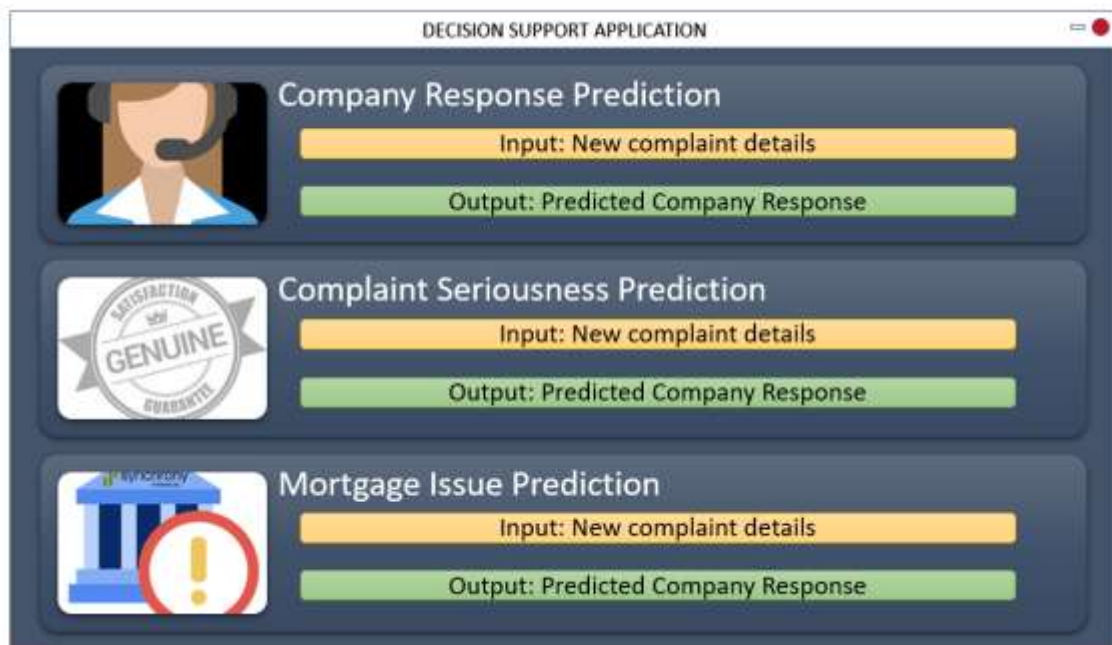 DECISION SUPPORT APPLICATION
Company Response Prediction
Input: New complaint details
Output: Predicted Company Response
SATISFACTION
GENUINE
GUARANTEE
Complaint Seriousness Prediction
Input: New complaint details
Output: Predicted Company Response
synchrony
Mortgage Issue Prediction
Input: New complaint details
Output: Predicted Company Response